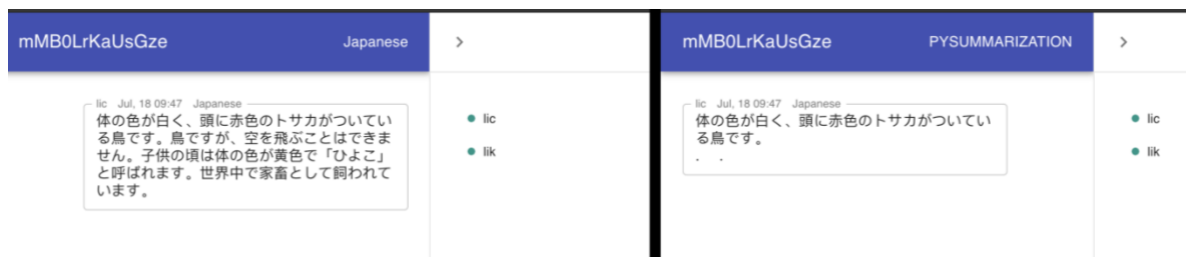 mMB0LrKaUsGze
Japanese
lic Jul, 18 09:47 Japanese
体の色が白く、頭に赤色のトサカがついてい
る鳥です。鳥ですが、空を飛ぶことはできま
せん。子供の頃は体の色が黄色で「ひよこ」
と呼ばれます。世界中で家畜として飼われて
います。
lic
lik
mMB0LrKaUsGze
PYSUMMARIZATION
lic Jul, 18 09:47 Japanese
体の色が白く、頭に赤色のトサカがついてい
る鳥です。
. .
lic
lik